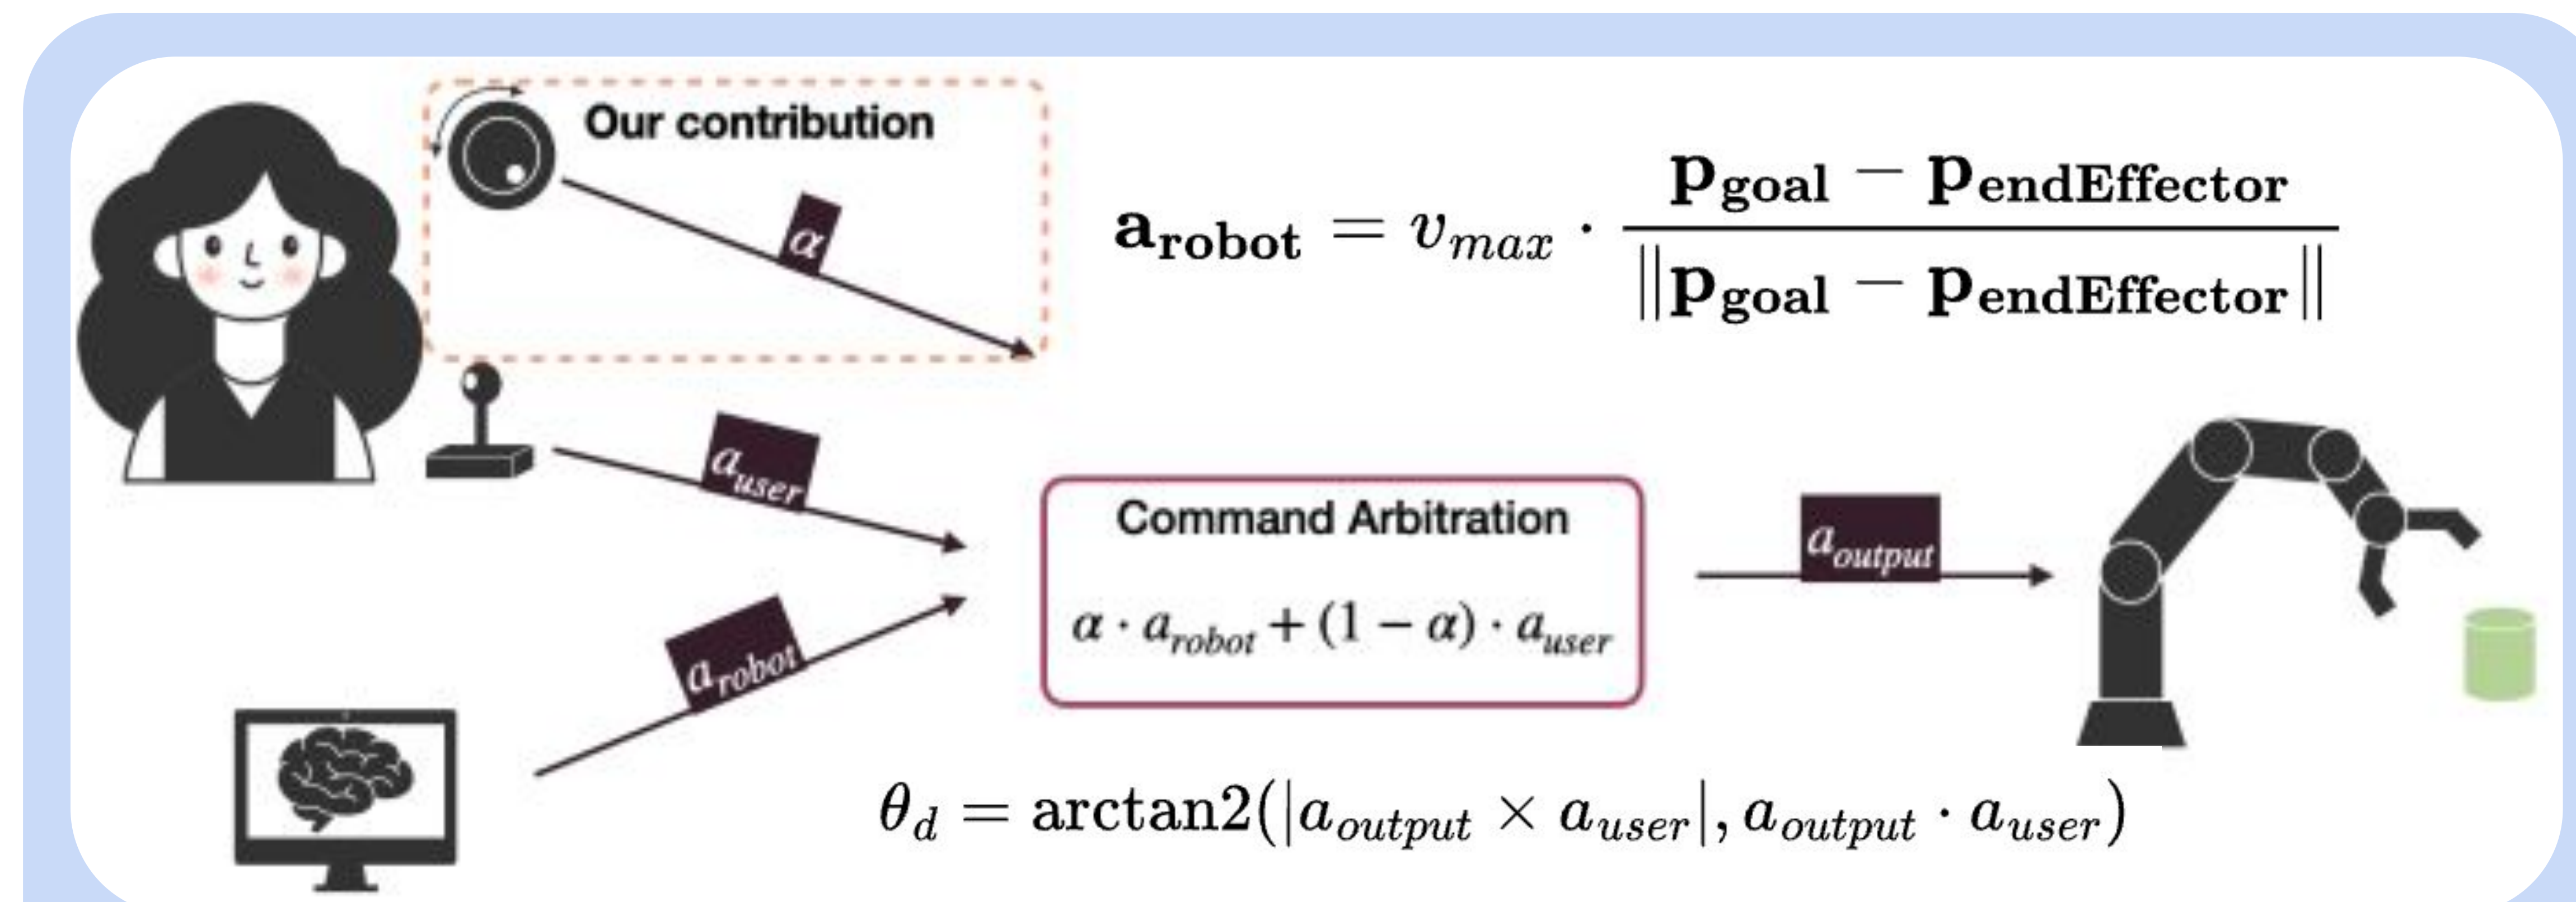 Our contribution
α
a_robot = v_max · (p_goal − p_endEffector) / ‖p_goal − p_endEffector‖
a_user
Command Arbitration
α · a_robot + (1 − α) · a_user
a_output
a_robot
θ_d = arctan2(|a_output × a_user|, a_output · a_user)